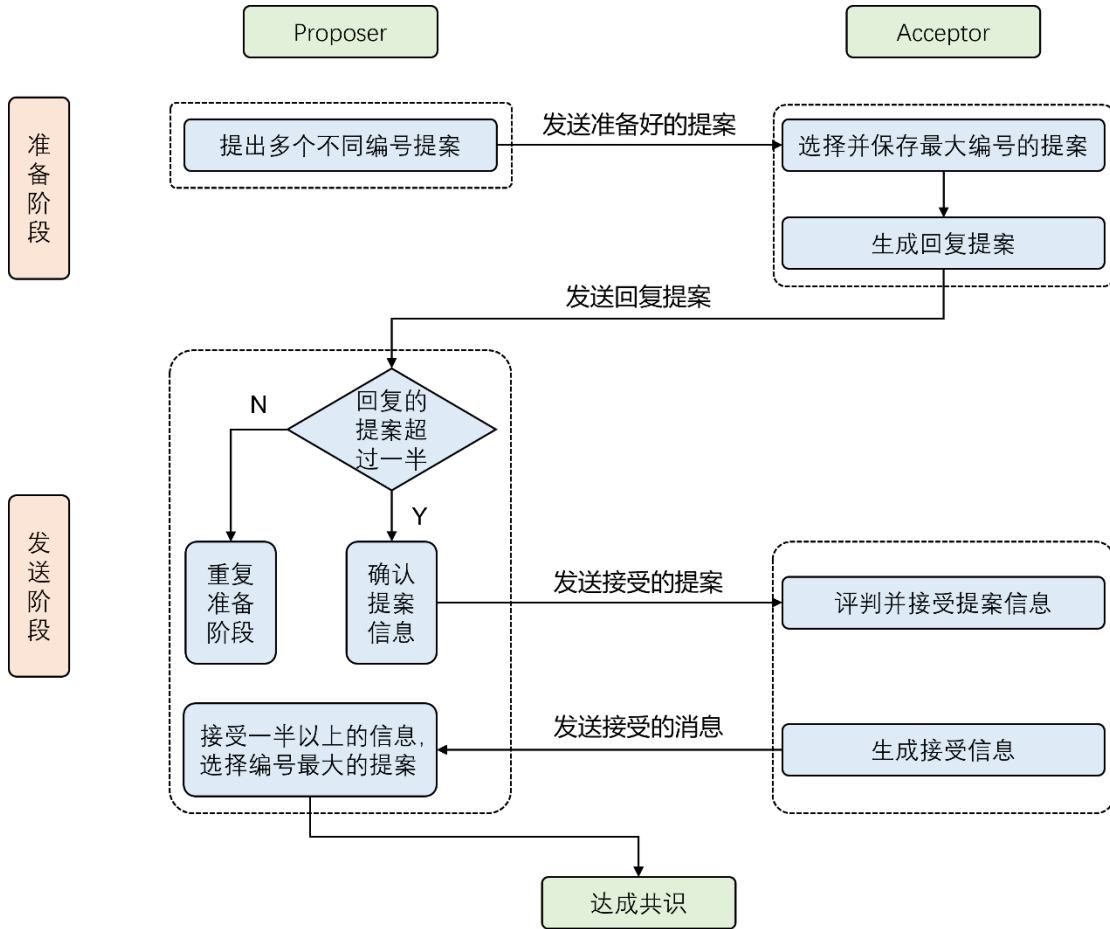 Proposer
Acceptor
准
备
阶
段
提出多个不同编号提案
发送准备好的提案
选择并保存最大编号的提案
生成回复提案
发送回复提案
回复的
提案超
过一半
N
Y
发
送
阶
段
重复
准备
阶段
确认
提案
信息
发送接受的提案
评判并接受提案信息
接受一半以上的信息,
选择编号最大的提案
发送接受的消息
生成接受信息
达成共识